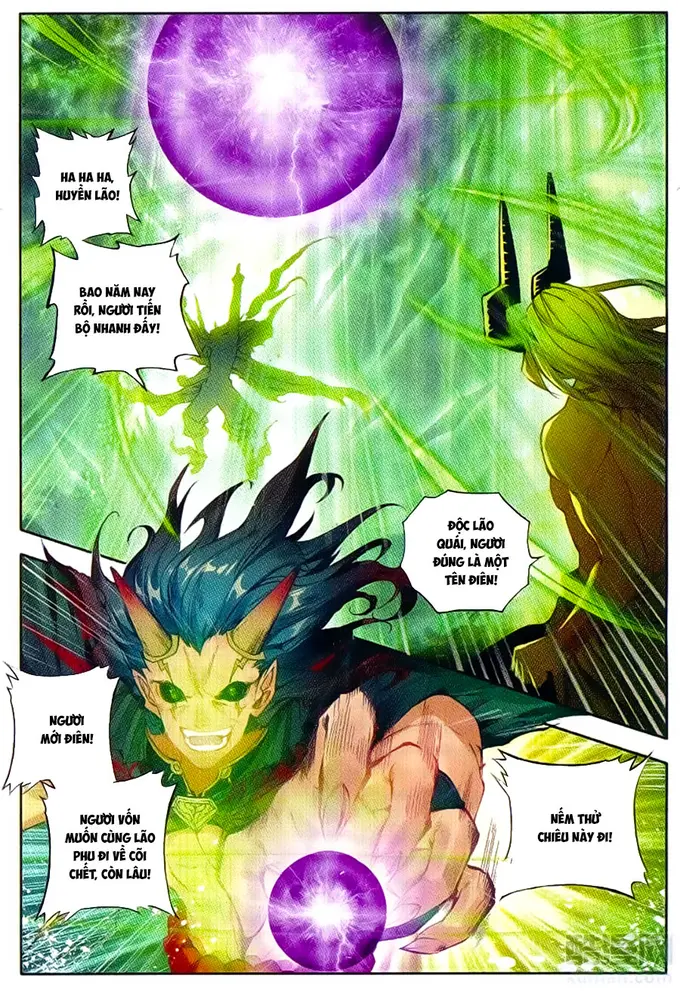 HA HA HA,
HUYỀN LÃO!
BAO NĂM NAY
RỒI, NGƯƠI TIẾN
BỘ NHANH ĐẤY!
ĐỘC LÃO
QUÁI, NGƯƠI
ĐÚNG LÀ MỘT
TÊN ĐIÊN!
NGƯƠI
MỚI ĐIÊN!
NGƯƠI VỐN
MUỐN CÙNG LÃO
PHU ĐI VỀ CÕI
CHẾT, CÒN LÂU!
NẾM THỬ
CHIÊU NÀY ĐI!